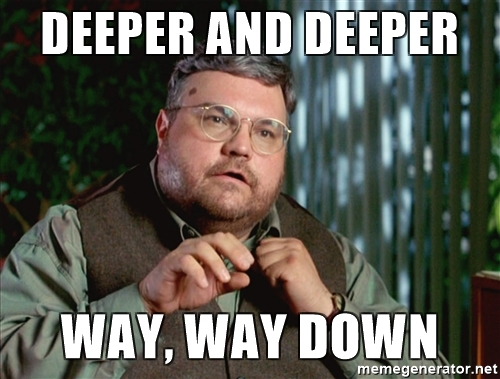 DEEPER AND DEEPER
WAY, WAY DOWN
memegenerator.net